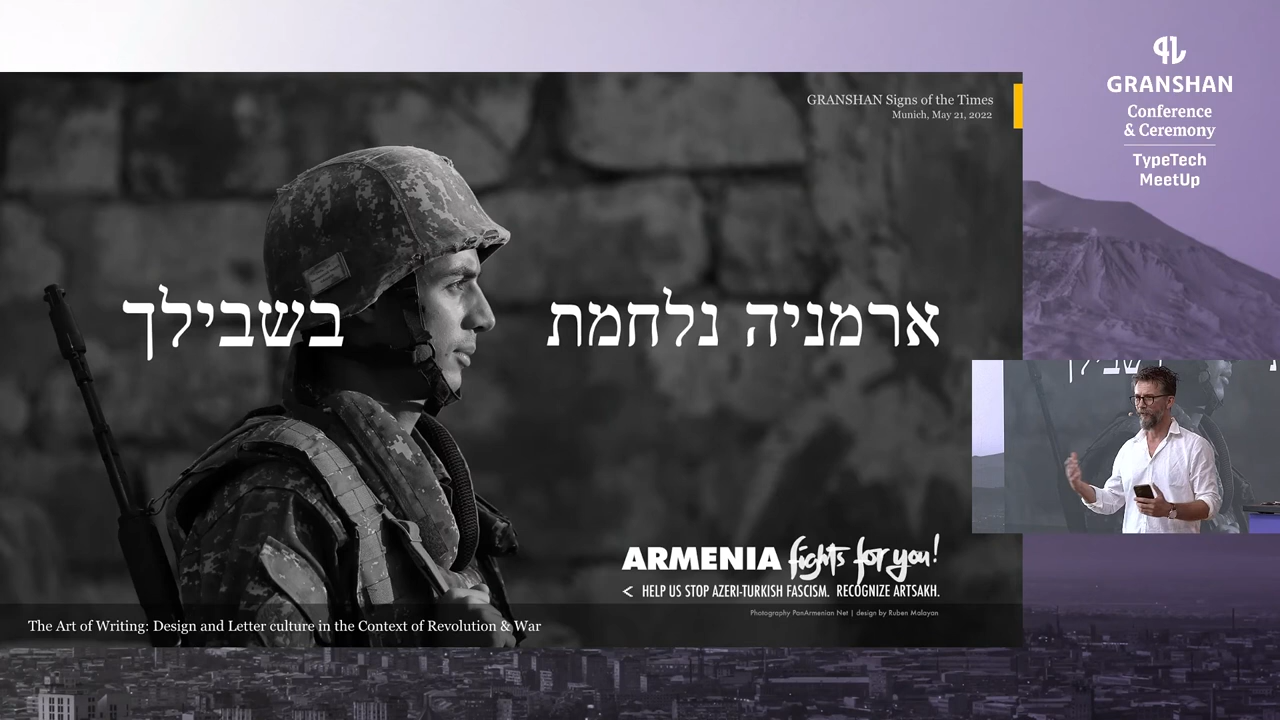 GRANSHAN
Conference
& Ceremony
TypeTech
MeetUp
GRANSHAN Signs of the Times
Munich, May 21, 2022
ארמניה נלחמת בשבילך
ARMENIA fights for you!
< HELP US STOP AZERI-TURKISH FASCISM. RECOGNIZE ARTSAKH.
Photography PanArmenian Net | design by Ruben Malayan
The Art of Writing: Design and Letter culture in the Context of Revolution & War